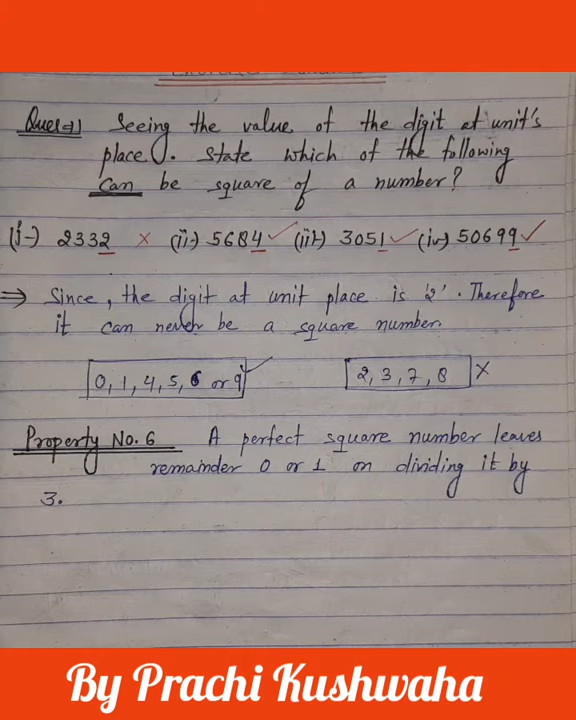 Ques:-1 Seeing the value of the digit at unit's
place. State which of the following
can be square of a number?
(i-) 2332 × (ii-) 5684 ✓ (iii-) 3051 ✓ (iv-) 50699 ✓
⇒ Since, the digit at unit place is '2'. Therefore
it can never be a square number.
0, 1, 4, 5, 6 or 9 ✓ 2, 3, 7, 8 ×
Property No. 6 A perfect square number leaves
remainder 0 or 1 on dividing it by
3.
By Prachi Kushwaha